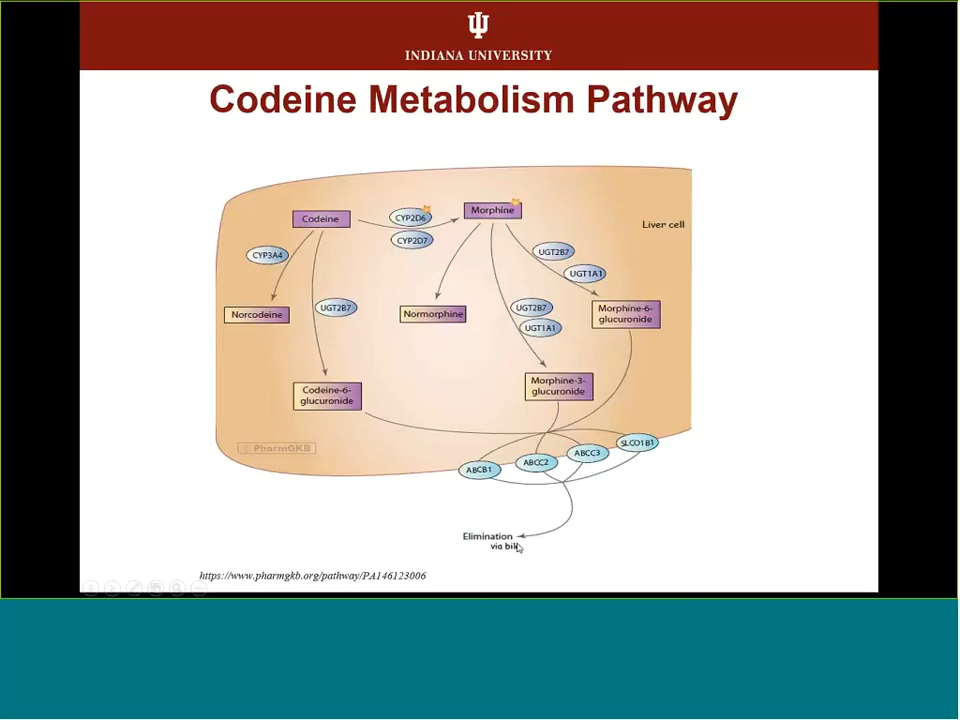 INDIANA UNIVERSITY
Codeine Metabolism Pathway
Codeine
CYP2D6
CYP2D7
Morphine
Liver cell
CYP3A4
UGT2B7
UGT1A1
Norcodeine
UGT2B7
Normorphine
UGT2B7
UGT1A1
Morphine-6-
glucuronide
Codeine-6-
glucuronide
Morphine-3-
glucuronide
© PharmGKB
ABCB1
ABCC2
ABCC3
SLCO1B1
Elimination
via
https://www.pharmgkb.org/pathway/PA146123006